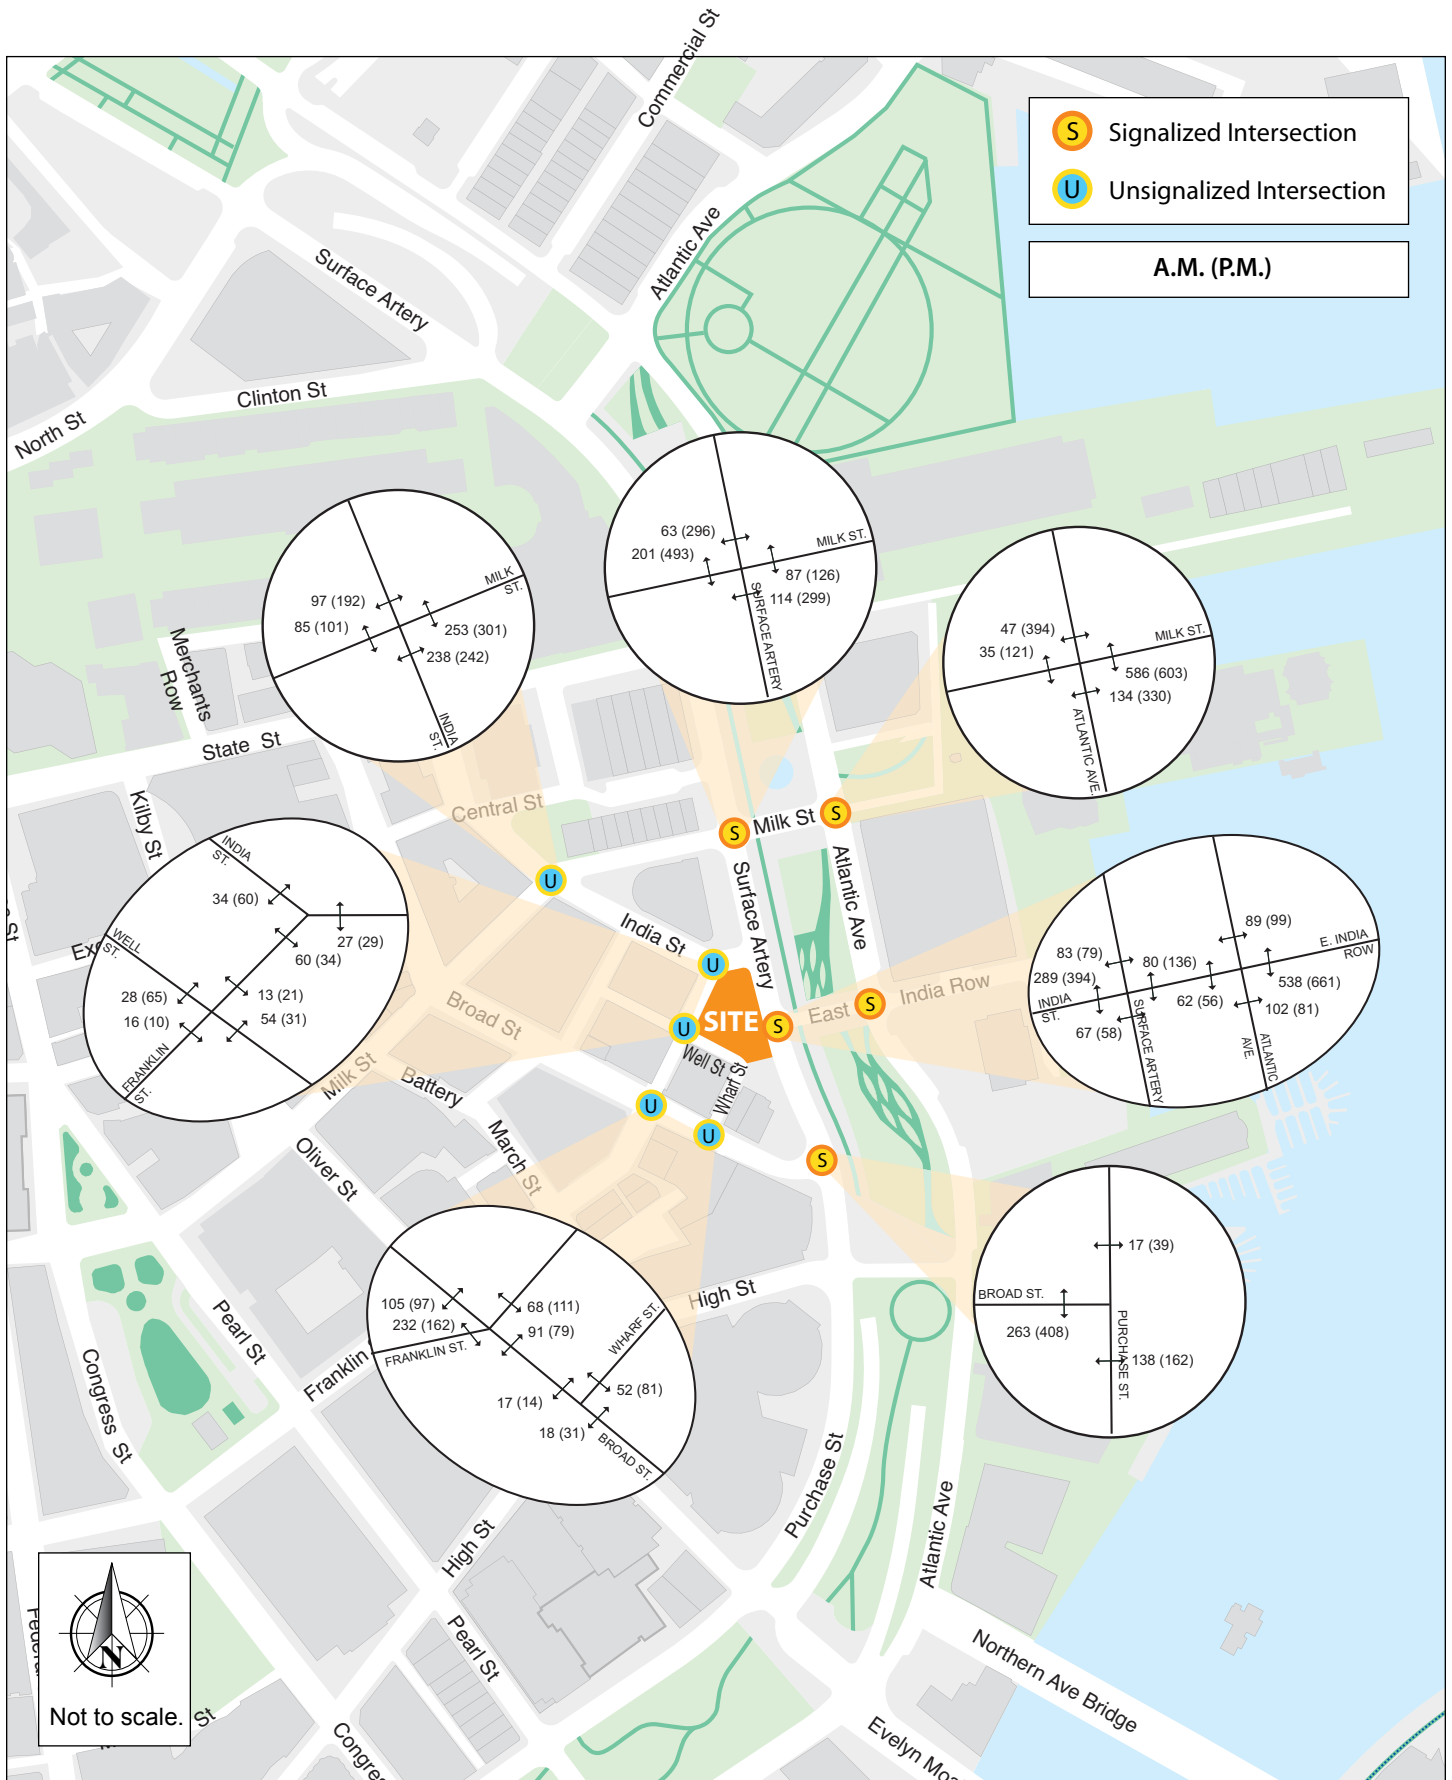 Commercial St
S Signalized Intersection
U Unsignalized Intersection
A.M. (P.M.)
Atlantic Ave
Surface Artery
Clinton St
North St
63 (296)
201 (493)
MILK ST.
87 (126)
114 (299)
SURFACE ARTERY
97 (192)
85 (101)
MILK
ST.
253 (301)
238 (242)
INDIA
ST.
47 (394)
35 (121)
MILK ST.
586 (603)
134 (330)
ATLANTIC AVE.
Merchants
Row
State St
Kilby St
Central St
S
Milk St
S
U
Surface Artery
Atlantic Ave
India St
U
INDIA
ST.
34 (60)
27 (29)
60 (34)
WELL
ST.
28 (65)
16 (10)
13 (21)
54 (31)
FRANKLIN
ST.
89 (99)
E. INDIA
ROW
83 (79)
80 (136)
289 (394)
538 (661)
INDIA
ST.
62 (56)
102 (81)
67 (58)
SURFACE ARTERY
ATLANTIC
AVE.
Broad St
U
SITE
S
East
S
India Row
Well St
Wharf St
Milk St
Battery
March St
U
U
S
Oliver St
17 (39)
BROAD ST.
263 (408)
PURCHASE ST.
138 (162)
105 (97)
68 (111)
232 (162)
91 (79)
FRANKLIN ST.
WHARF ST.
17 (14)
52 (81)
18 (31)
BROAD ST.
High St
Pearl St
Franklin
Congress St
Purchase St
Atlantic Ave
High St
Pearl St
N
Not to scale.
St
Northern Ave Bridge
Evelyn Mos
Congres